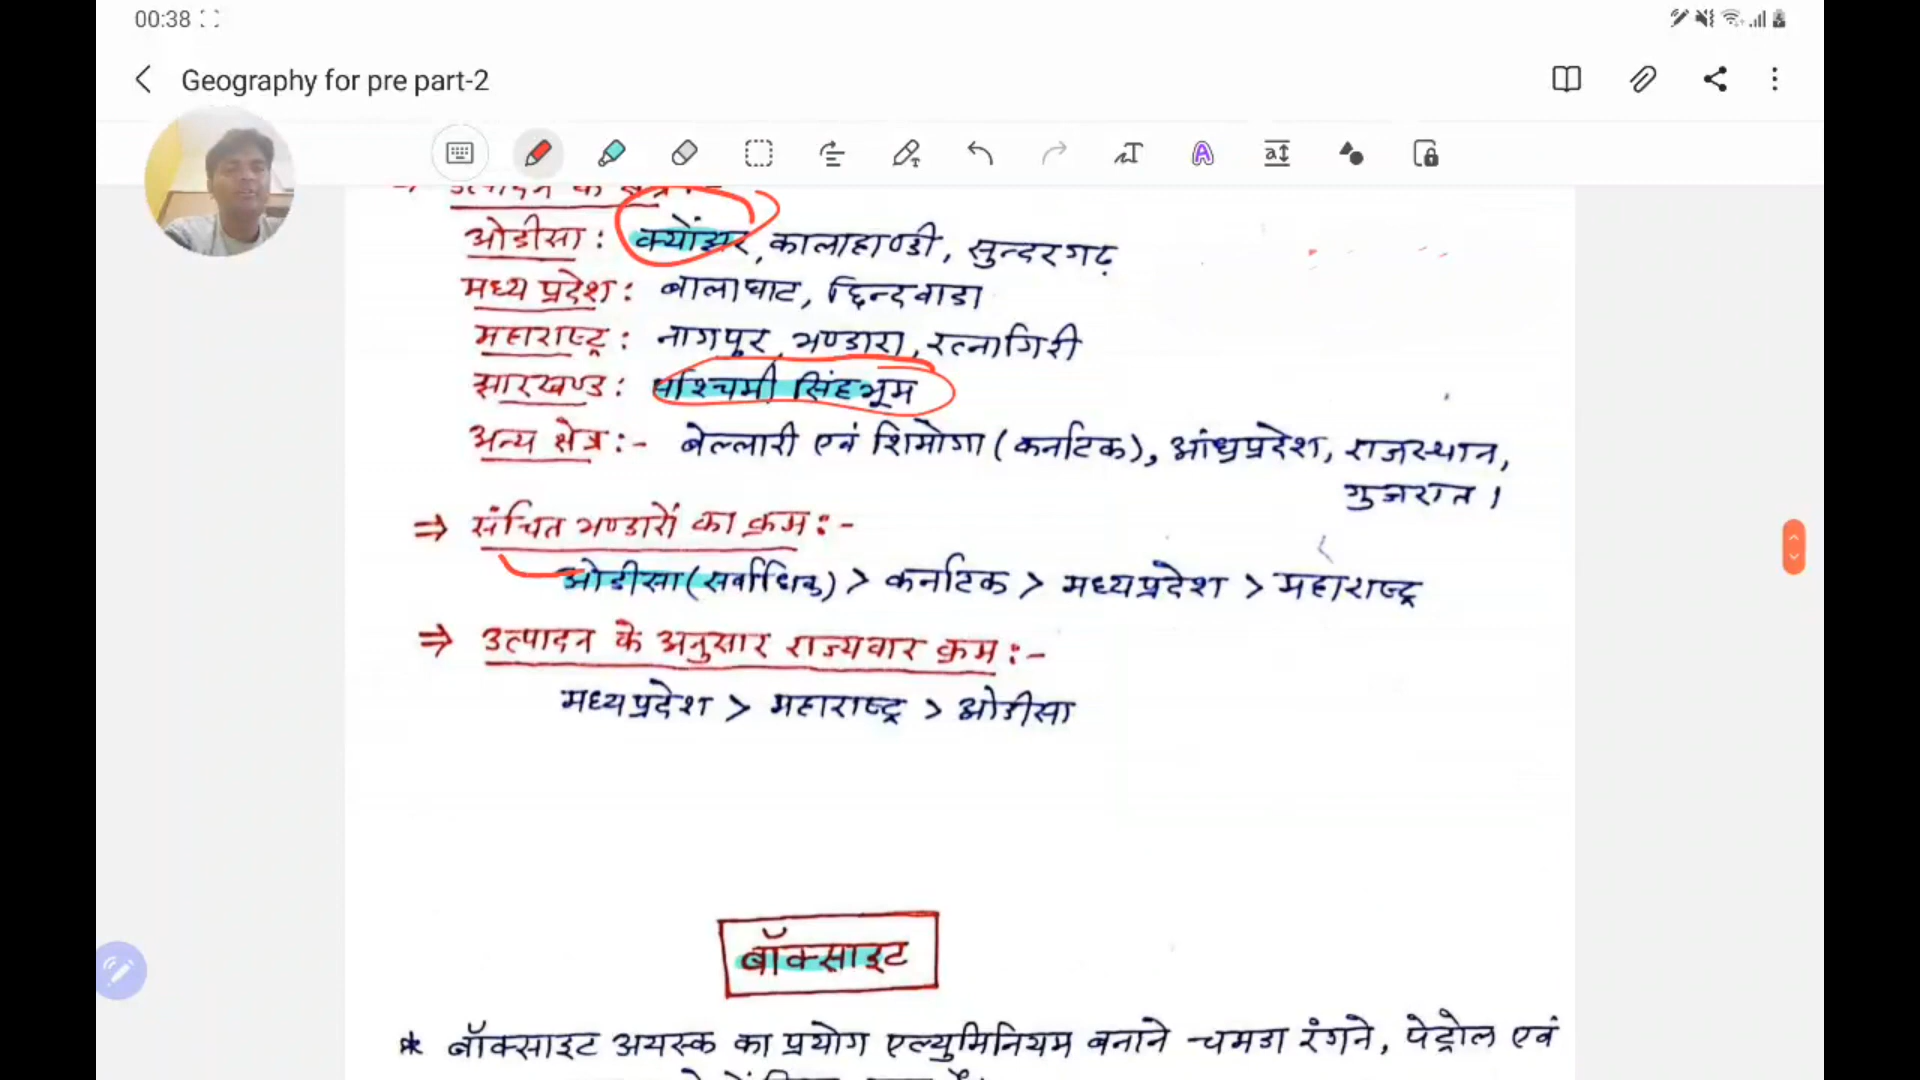 00:38
Geography for pre part-2
उत्पादन के क्षेत्र :-
ओडीसा : क्योंझर, कालाहाण्डी, सुन्दरगढ़
मध्य प्रदेश : बालाघाट, छिन्दवाडा
महाराष्ट्र : नागपुर, भण्डारा, रत्नागिरी
झारखण्ड : पश्चिमी सिंहभूम
अन्य क्षेत्र :- बेल्लारी एवं शिमोगा (कर्नाटक), आंध्रप्रदेश, राजस्थान,
गुजरात ।
⇒ संचित भण्डारों का क्रम :-
ओडीसा (सर्वाधिक) > कर्नाटक > मध्यप्रदेश > महाराष्ट्र
⇒ उत्पादन के अनुसार राज्यवार क्रम :-
मध्यप्रदेश > महाराष्ट्र > ओडीसा
बॉक्साइट
* बॉक्साइट अयस्क का प्रयोग एल्युमिनियम बनाने चमडा रंगने, पेट्रोल एवं